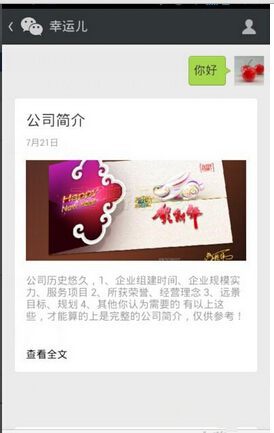 幸运儿
你好
公司简介
7月21日
Happy
New Year
公司历史悠久，1、企业组建时间、企业规模实
力、服务项目 2、所获荣誉、经营理念 3、远景
目标、规划 4、其他你认为需要的 有以上这
些，才能算的上是完整的公司简介，仅供参考！
查看全文